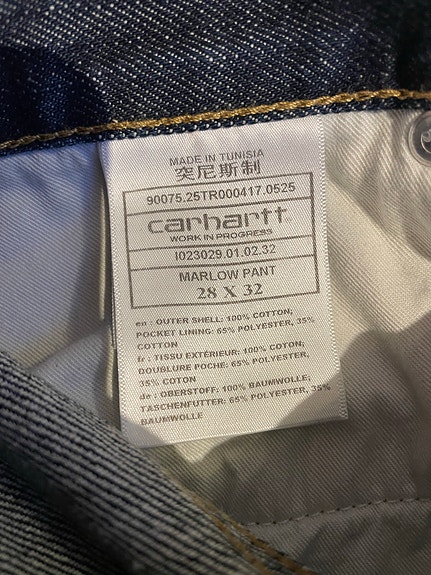 MADE IN TUNISIA
突尼斯制
90075.25TR000417.0525
carhartt
WORK IN PROGRESS
I023029.01.02.32
MARLOW PANT
28 X 32
en : OUTER SHELL: 100% COTTON;
POCKET LINING: 65% POLYESTER, 35%
COTTON
fr : TISSU EXTÉRIEUR: 100% COTON;
DOUBLURE POCHE: 65% POLYESTER,
35% COTON
de : OBERSTOFF: 100% BAUMWOLLE;
TASCHENFUTTER: 65% POLYESTER, 35%
BAUMWOLLE